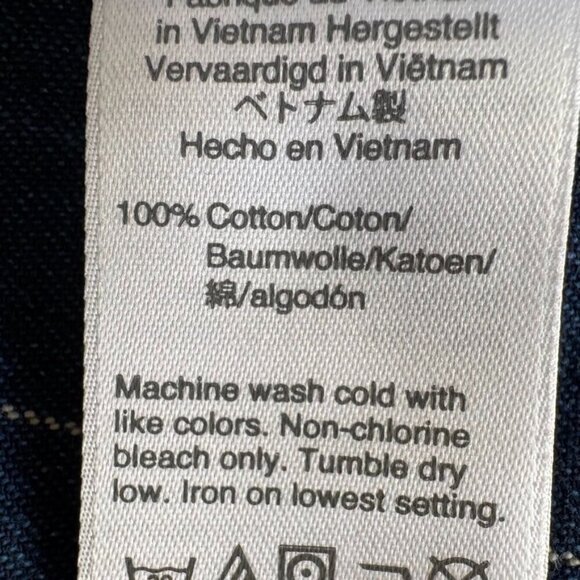 in Vietnam Hergestellt
Vervaardigd in Viëtnam
ベトナム製
Hecho en Vietnam
100% Cotton/Coton/
Baumwolle/Katoen/
綿/algodón
Machine wash cold with
like colors. Non-chlorine
bleach only. Tumble dry
low. Iron on lowest setting.